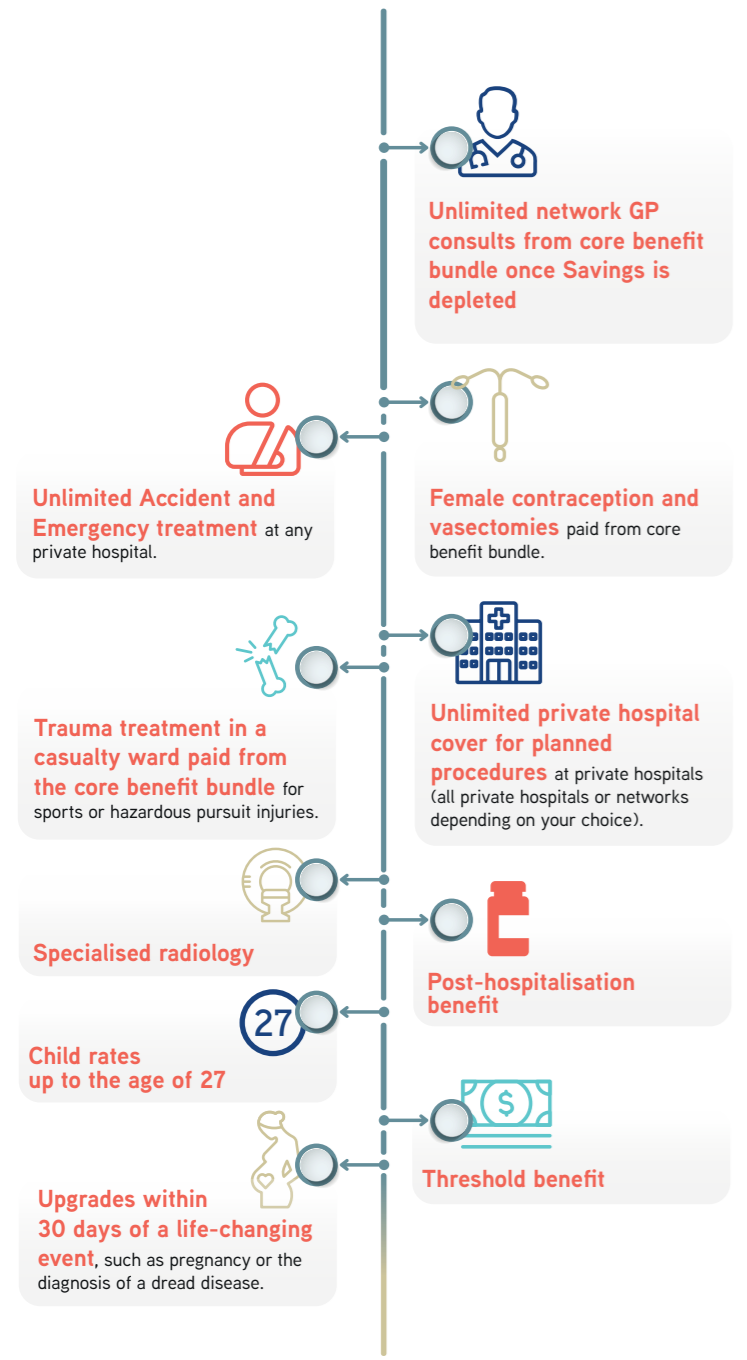 Unlimited network GP
consults from core benefit
bundle once Savings is
depleted
Unlimited Accident and
Emergency treatment at any
private hospital.
Female contraception and
vasectomies paid from core
benefit bundle.
Trauma treatment in a
casualty ward paid from
the core benefit bundle for
sports or hazardous pursuit injuries.
Unlimited private hospital
cover for planned
procedures at private hospitals
(all private hospitals or networks
depending on your choice).
Specialised radiology
Post-hospitalisation
benefit
27
Child rates
up to the age of 27
$
Threshold benefit
Upgrades within
30 days of a life-changing
event, such as pregnancy or the
diagnosis of a dread disease.